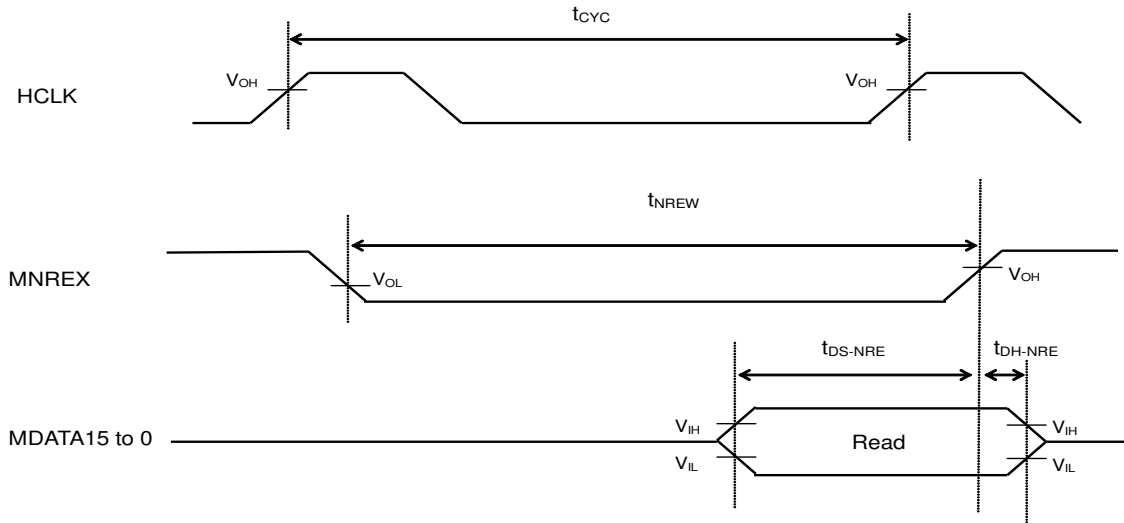 tCYC
HCLK
VOH
VOH
tNREW
MNREX
VOL
VOH
tDS-NRE
tDH-NRE
MDATA15 to 0
VIH
VIL
Read
VIH
VIL